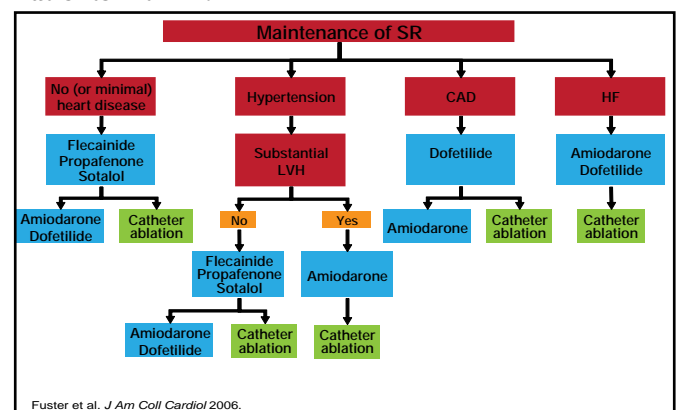 Maintenance of SR
No (or minimal)
heart disease
Hypertension
CAD
HF
Flecainide
Propafenone
Sotalol
Substantial
LVH
Dofetilide
Amiodarone
Dofetilide
Amiodarone
Dofetilide
Catheter
ablation
No
Yes
Amiodarone
Catheter
ablation
Catheter
ablation
Flecainide
Propafenone
Sotalol
Amiodarone
Amiodarone
Dofetilide
Catheter
ablation
Catheter
ablation
Fuster et al. J Am Coll Cardiol 2006.